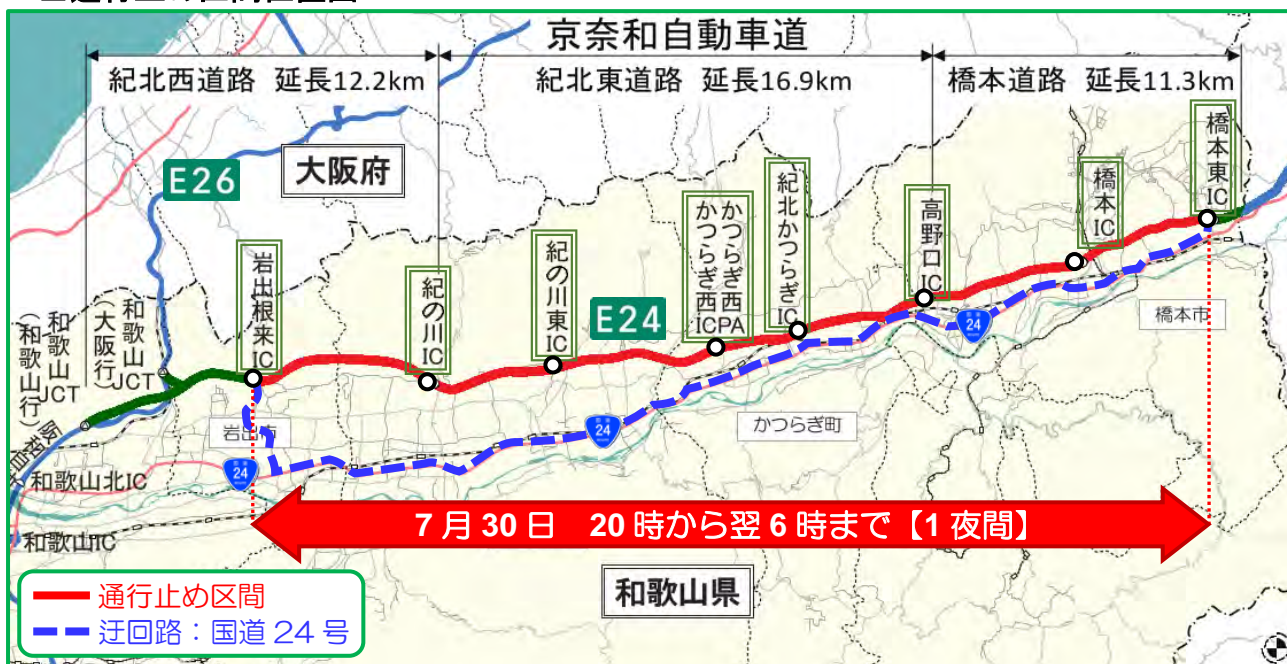 京奈和自動車道
紀北西道路 延長12.2km
紀北東道路 延長16.9km
橋本道路 延長11.3km
E26
大阪府
岩出根来IC
紀の川IC
紀の川東IC
E24
かつらぎ西IC
かつらぎ西PA
紀北かつらぎIC
高野口IC
橋本IC
橋本東IC
和歌山JCT
(和歌山行)
和歌山JCT
(大阪行)
岩出市
かつらぎ町
橋本市
24
24
24
和歌山北IC
和歌山IC
7月30日 20時から翌6時まで【1夜間】
和歌山県
通行止め区間
迂回路：国道24号